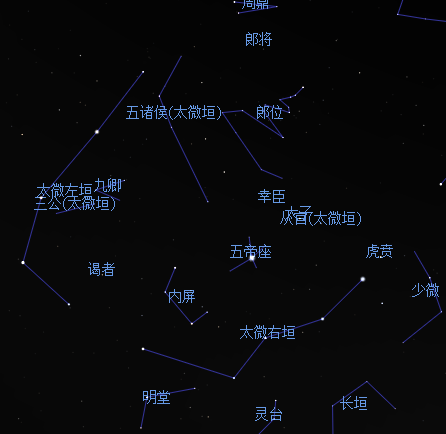 周鼎
郎将
五诸侯(太微垣)
郎位
九卿
太微左垣
三公(太微垣)
幸臣
太子
从官(太微垣)
五帝座
虎贲
谒者
内屏
少微
太微右垣
明堂
长垣
灵台